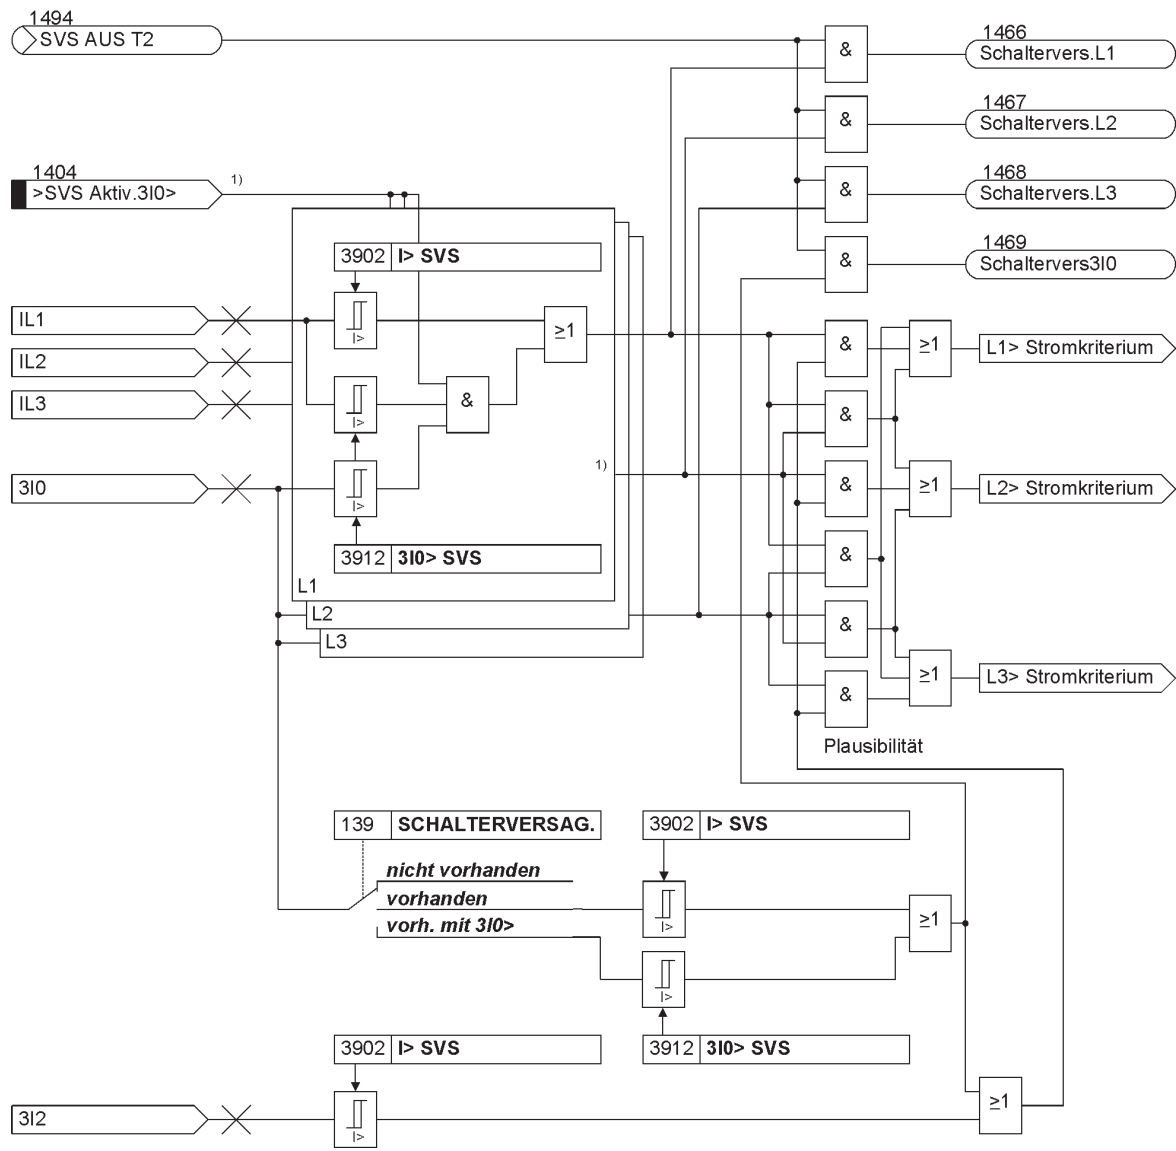 1494
SVS AUS T2
&
1466
Schaltervers.L1
&
1467
Schaltervers.L2
1404
>SVS Aktiv.3I0>
1)
&
1468
Schaltervers.L3
&
1469
Schaltervers3I0
3902 I> SVS
IL1
I>
≥1
&
≥1
L1> Stromkriterium
IL2
IL3
I>
&
&
3I0
I>
1)
&
≥1
L2> Stromkriterium
3912 3I0> SVS
&
L1
L2
&
L3
≥1
L3> Stromkriterium
&
Plausibilität
139 SCHALTERVERSAG.
3902 I> SVS
nicht vorhanden
vorhanden
I>
≥1
vorh. mit 3I0>
I>
3902 I> SVS
3912 3I0> SVS
3I2
I>
≥1